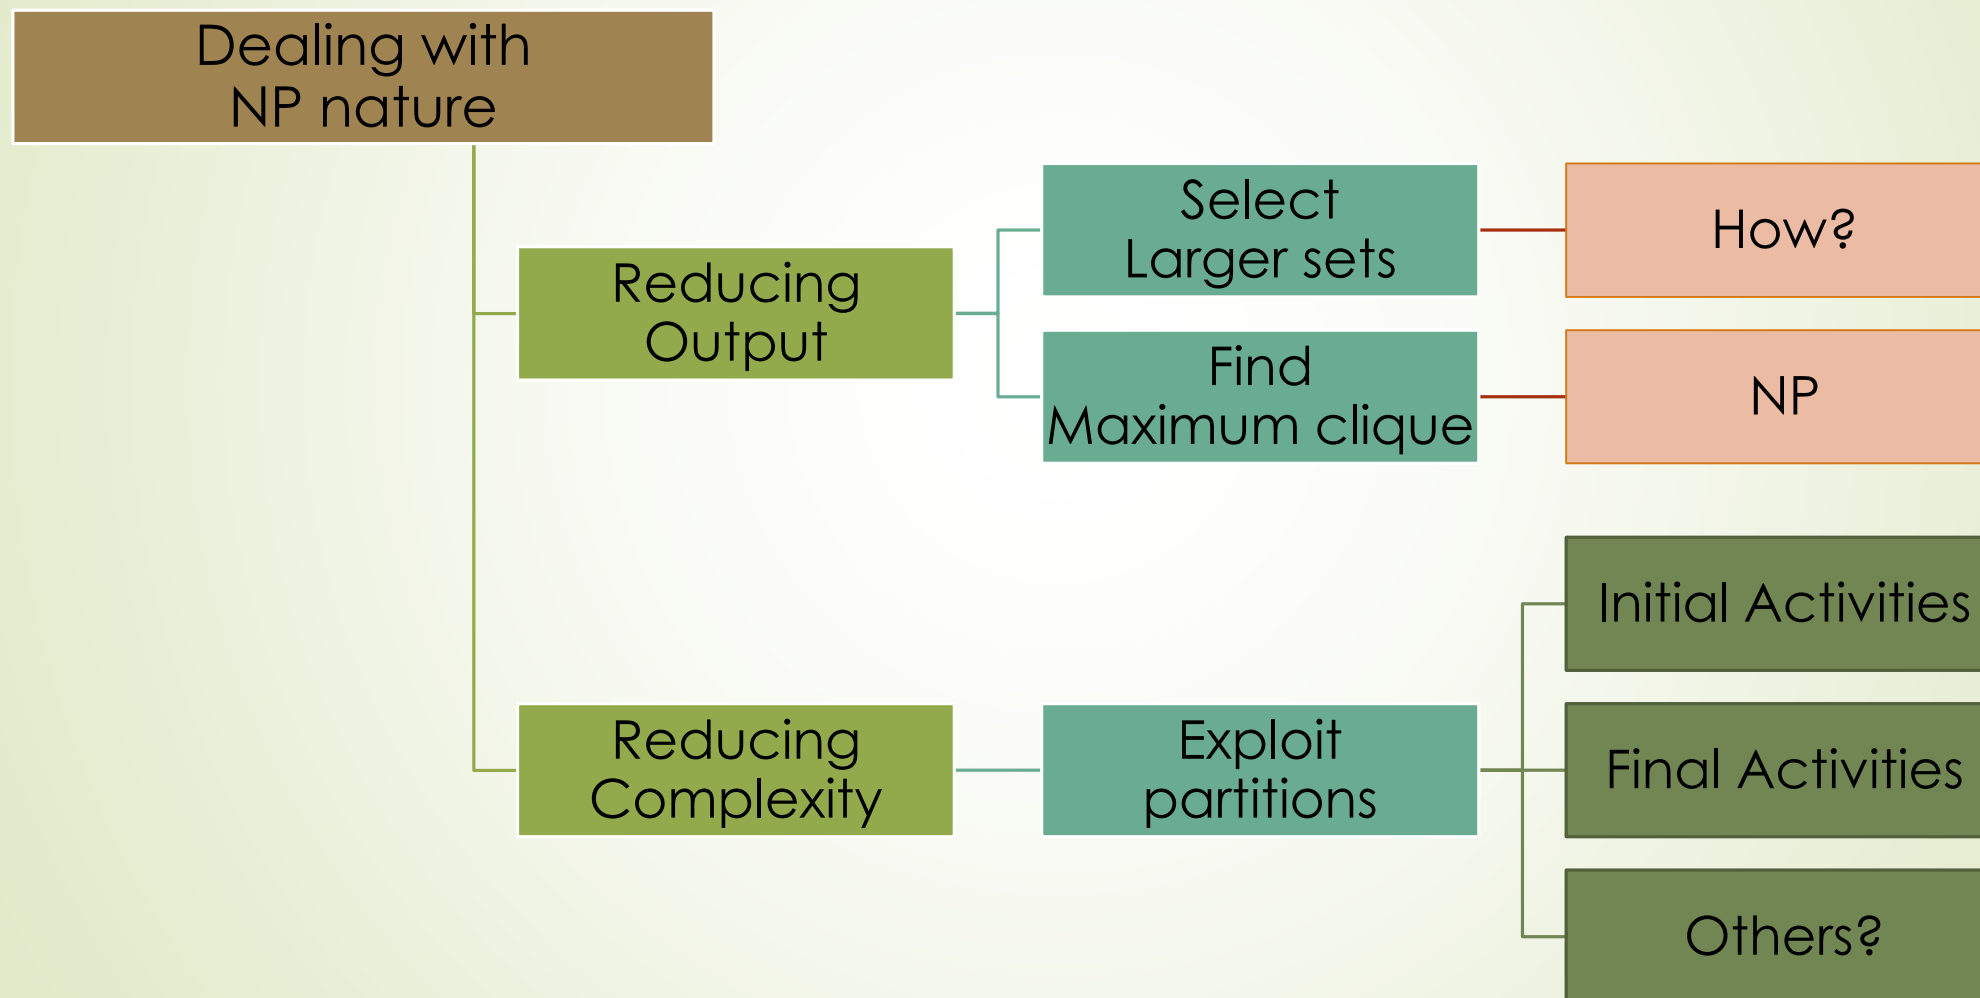 Dealing with
NP nature
Reducing
Output
Select
Larger sets
How?
Find
Maximum clique
NP
Reducing
Complexity
Exploit
partitions
Initial Activities
Final Activities
Others?